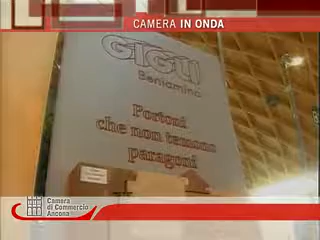 CAMERA IN ONDA
GIGLI
Beniamino
Portoni
che non temono
paragoni
Camera
di Commercio
Ancona